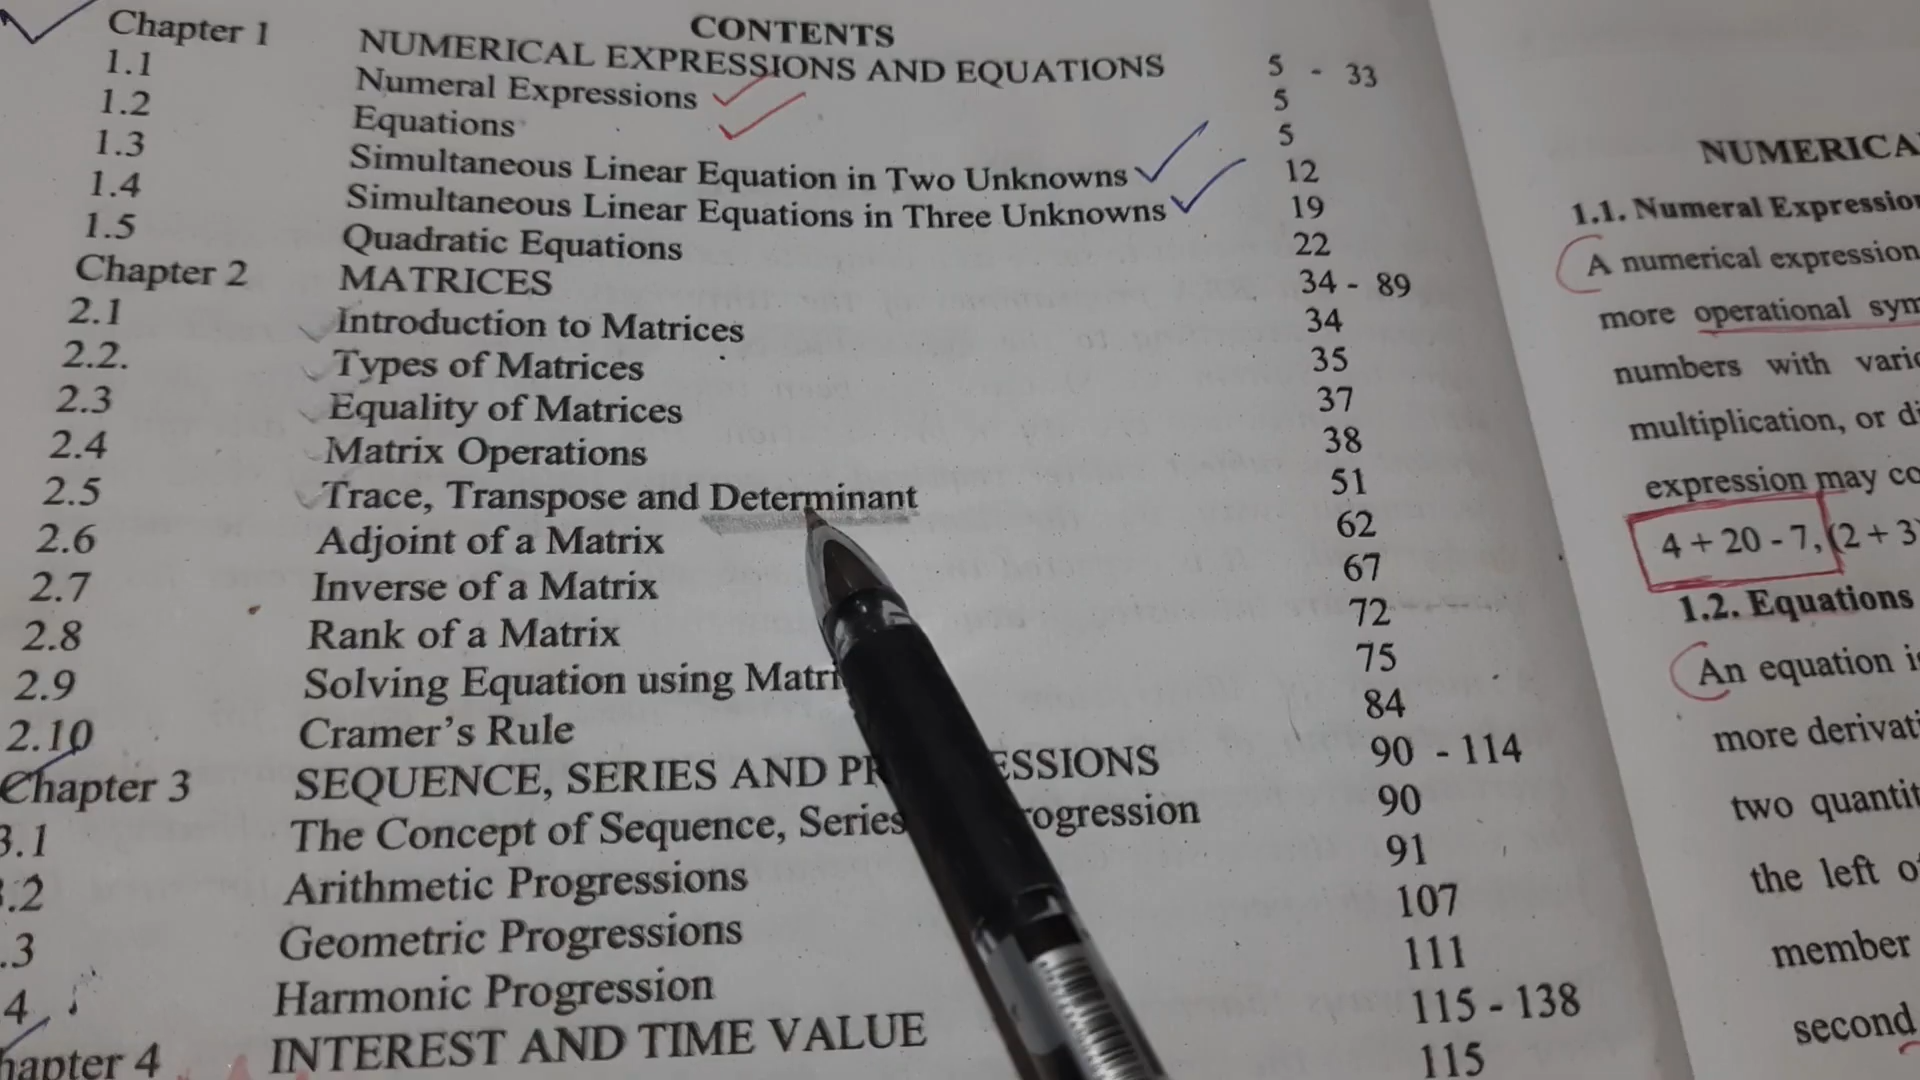 CONTENTS
Chapter 1 NUMERICAL EXPRESSIONS AND EQUATIONS 5 - 33
1.1 Numeral Expressions 5
1.2 Equations 5
1.3 Simultaneous Linear Equation in Two Unknowns 12
1.4 Simultaneous Linear Equations in Three Unknowns 19
1.5 Quadratic Equations 22
Chapter 2 MATRICES 34 - 89
2.1 Introduction to Matrices 34
2.2. Types of Matrices 35
2.3 Equality of Matrices 37
2.4 Matrix Operations 38
2.5 Trace, Transpose and Determinant 51
2.6 Adjoint of a Matrix 62
2.7 Inverse of a Matrix 67
2.8 Rank of a Matrix 72
2.9 Solving Equation using Matri 75
2.10 Cramer's Rule 84
Chapter 3 SEQUENCE, SERIES AND PR ESSIONS 90 - 114
3.1 The Concept of Sequence, Series rogression 90
.2 Arithmetic Progressions 91
.3 Geometric Progressions 107
4 Harmonic Progression 111
hapter 4 INTEREST AND TIME VALUE 115 - 138
115
NUMERICA
1.1. Numeral Expression
A numerical expression
more operational sym
numbers with vario
multiplication, or di
expression may co
4 + 20 - 7, (2 + 3)
1.2. Equations
An equation is
more derivati
two quantit
the left o
member
second